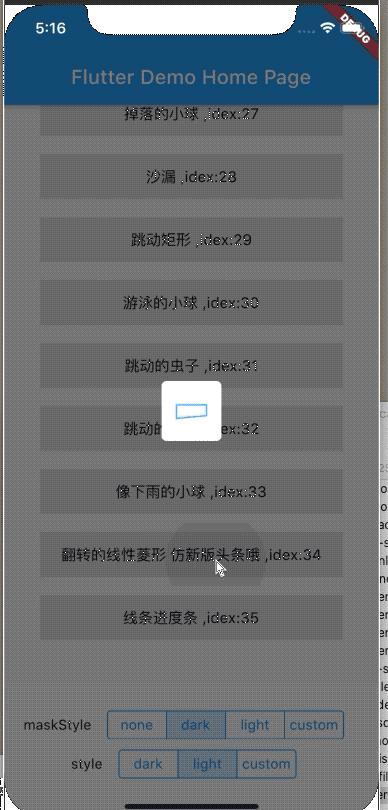 5:16
DEBUG
Flutter Demo Home Page
掉落的小球 ,idex:27
沙漏 ,idex:28
跳动矩形 ,idex:29
游泳的小球 ,idex:30
跳动的虫子 ,idex:31
跳动的 ,idex:32
像下雨的小球 ,idex:33
翻转的线性菱形 仿新版头条哦 ,idex:34
线条进度条 ,idex:35
maskStyle none dark light custom
style dark light custom